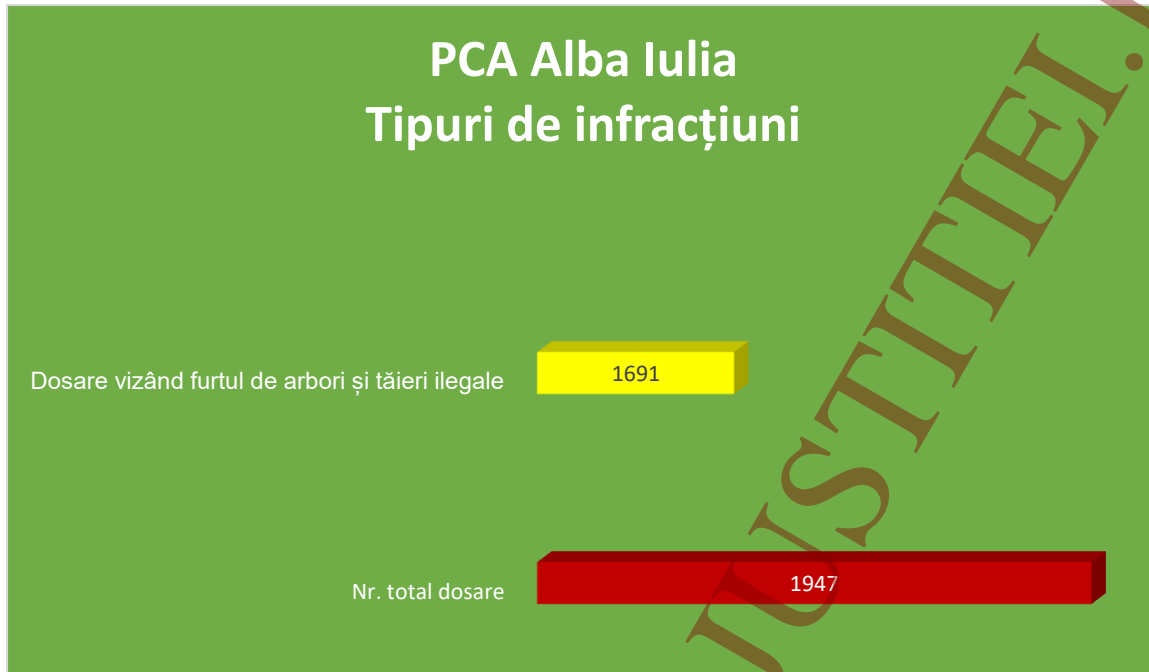 PCA Alba Iulia
Tipuri de infracțiuni
Dosare vizând furtul de arbori și tăieri ilegale
1691
Nr. total dosare
1947
JUSTITIEI.